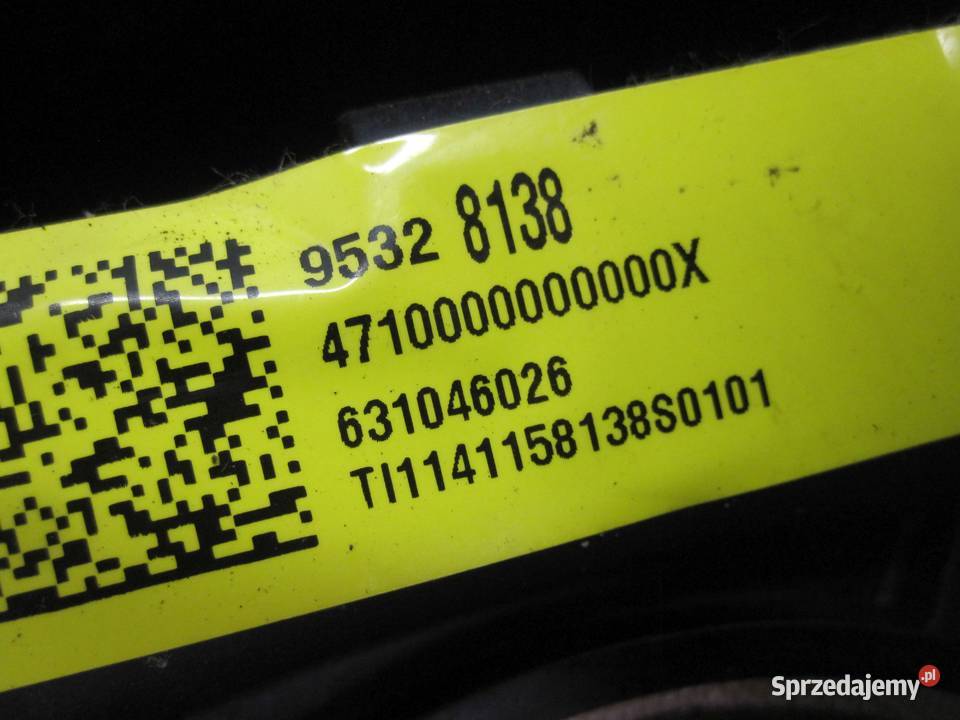 9532 8138
4710000000000X
631046026
TI1141158138S0101
Sprzedajemy.pl